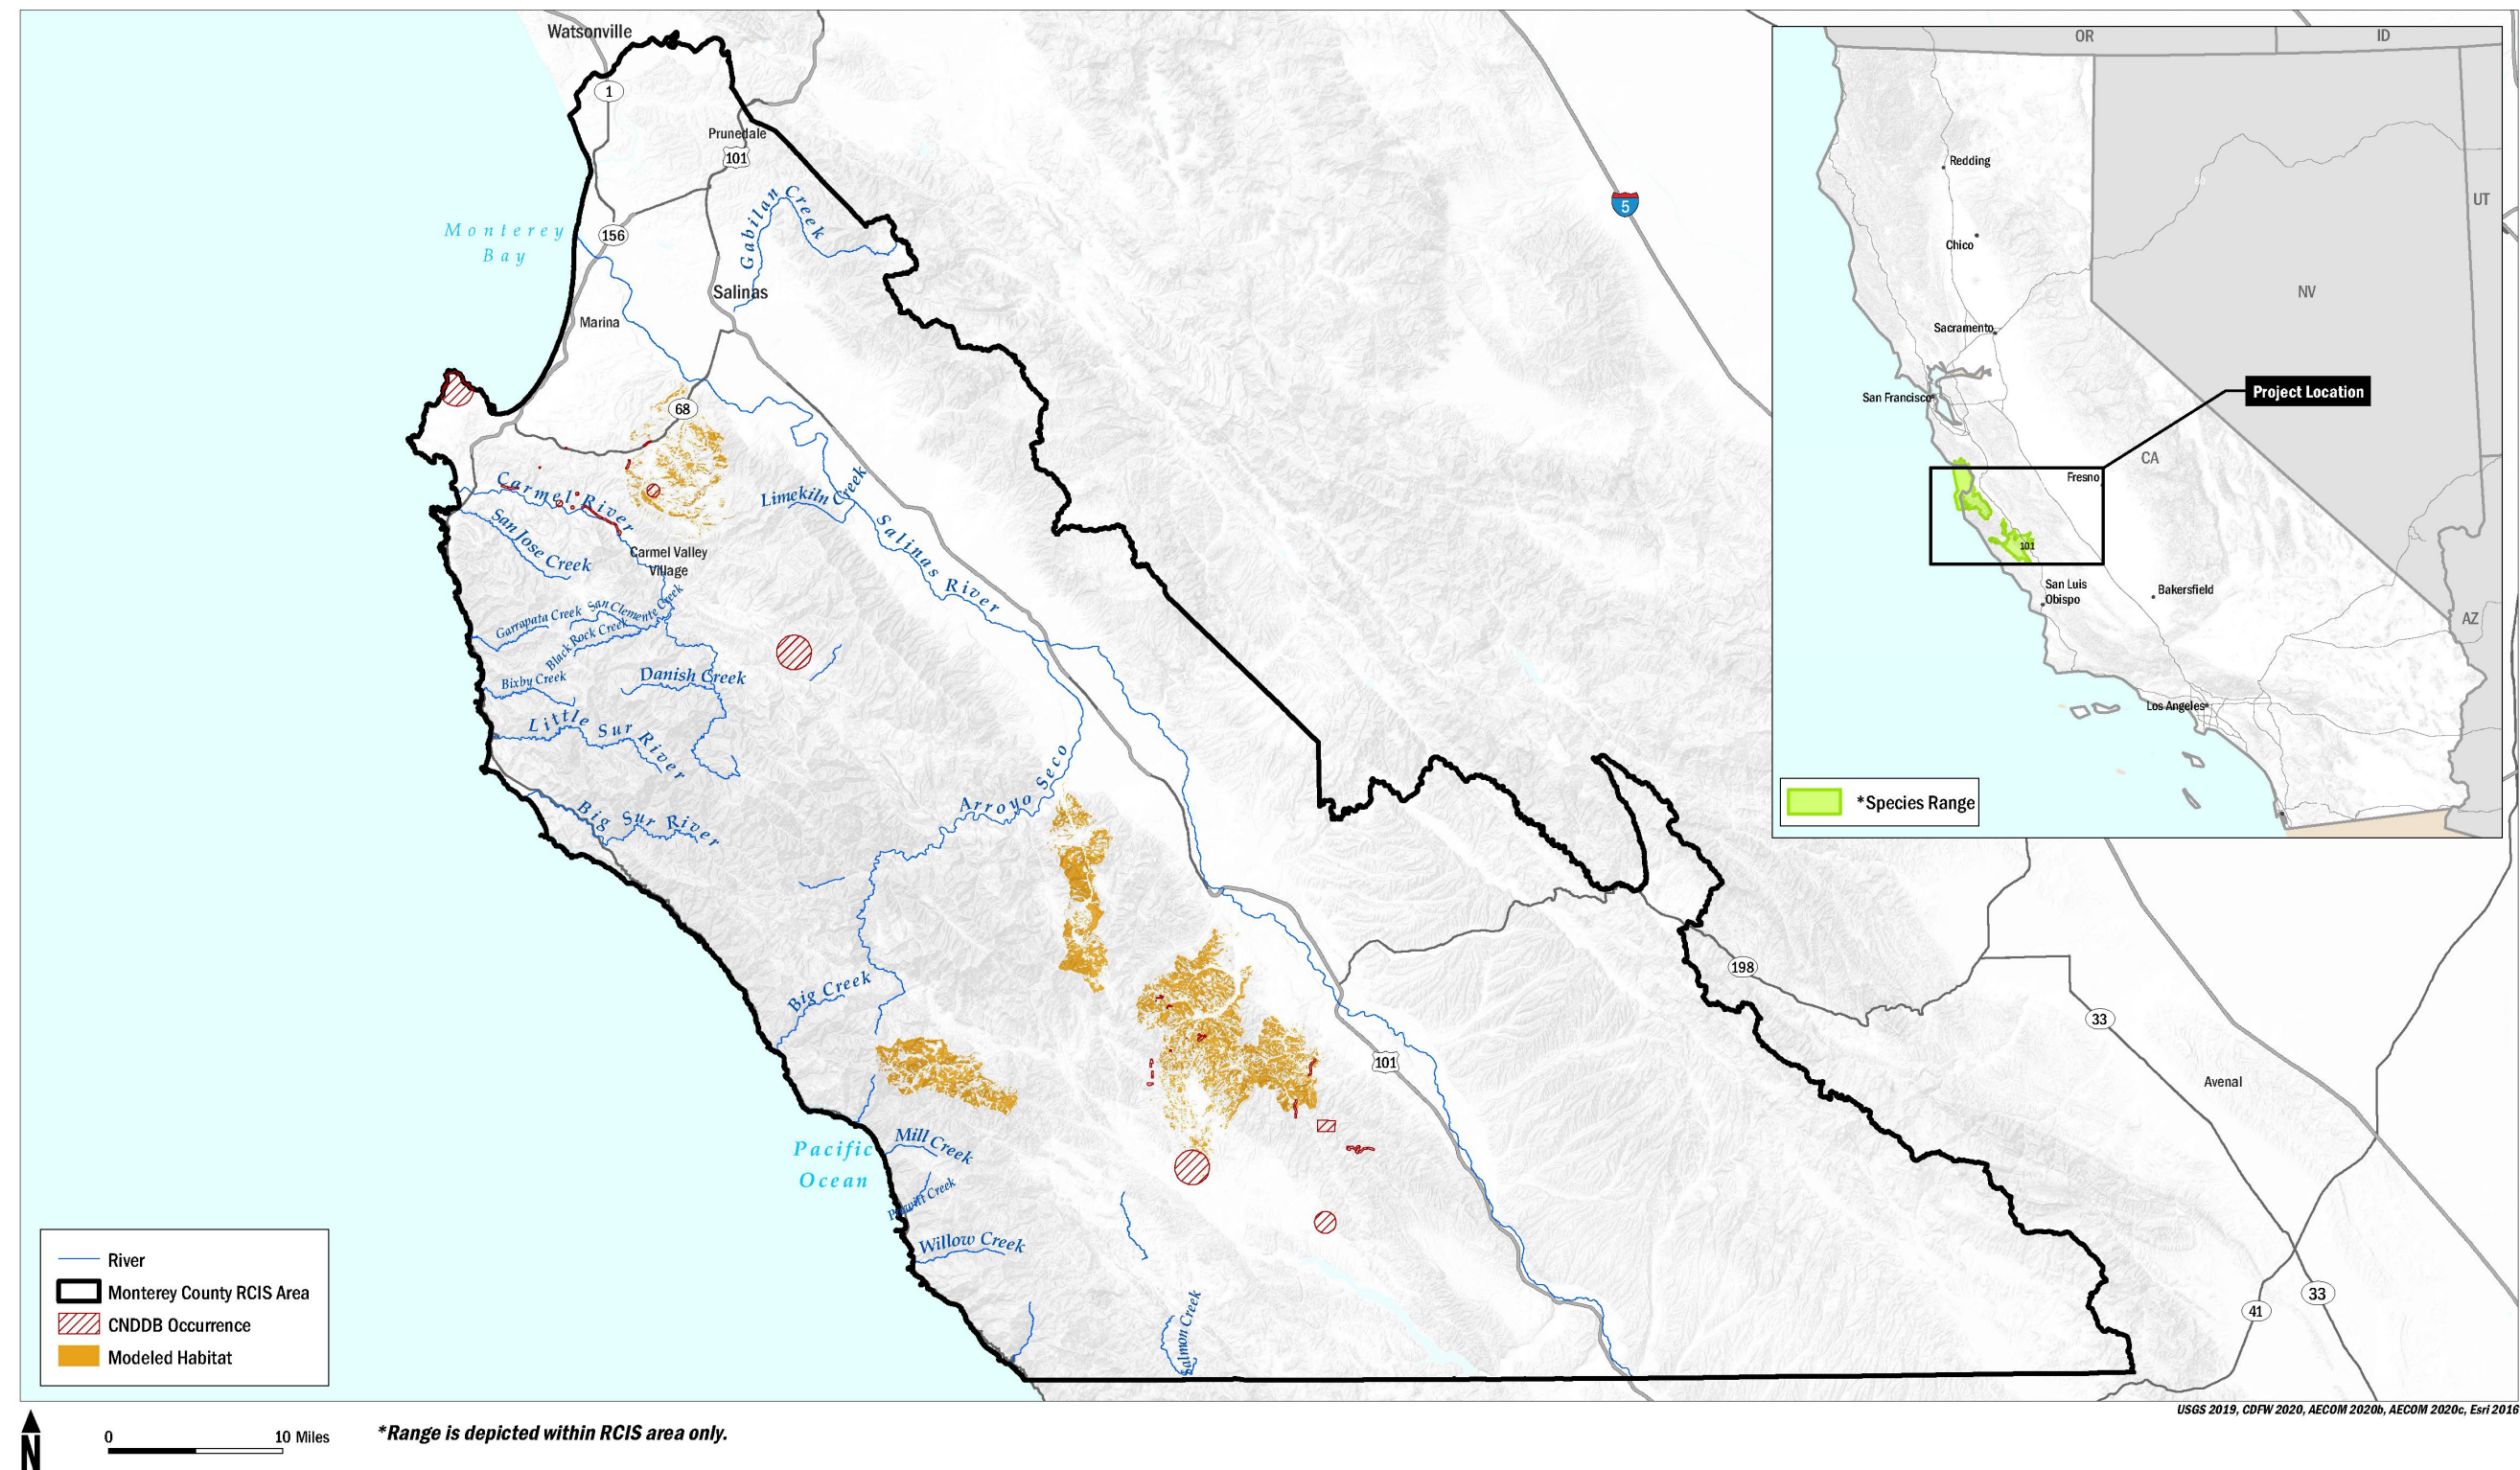 Watsonville
1
Prunedale
101
Monterey
Bay
156
Gabilan Creek
Salinas
Marina
68
Carmel River
Limekiln Creek
San Jose Creek
Salinas River
Carmel Valley
Village
Garrapata Creek
San Clemente Creek
Black Rock Creek
Bixby Creek
Danish Creek
Little Sur River
Big Sur River
Arroyo Seco
Big Creek
Pacific
Ocean
Mill Creek
Creek
Willow Creek
Salmon Creek
5
101
198
33
Avenal
41
33
OR
ID
Redding
UT
Chico
NV
Sacramento
San Francisco
Project Location
CA
Fresno
101
San Luis
Obispo
Bakersfield
AZ
Los Angeles
*Species Range
River
Monterey County RCIS Area
CNDDB Occurrence
Modeled Habitat
USGS 2019, CDFW 2020, AECOM 2020b, AECOM 2020c, Esri 2016
N
0 10 Miles
*Range is depicted within RCIS area only.